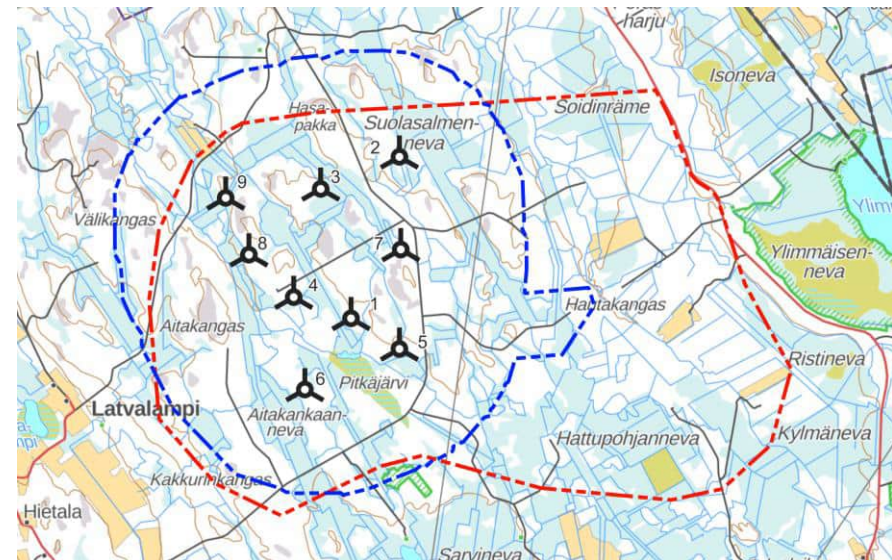 harju
Isoneva
Hasa-
pakka
Suolasalmen-
neva
Soidinräme
2
3
9
Välikangas
Ylimmäisen-
neva
7
8
4
Hautakangas
1
Aitakangas
5
Ristineva
6
Pitkäjärvi
Latvalampi
Aitakankaan-
neva
Hattupohjanneva
Kylmäneva
Kakkurinkangas
Hietala
Sarvineva